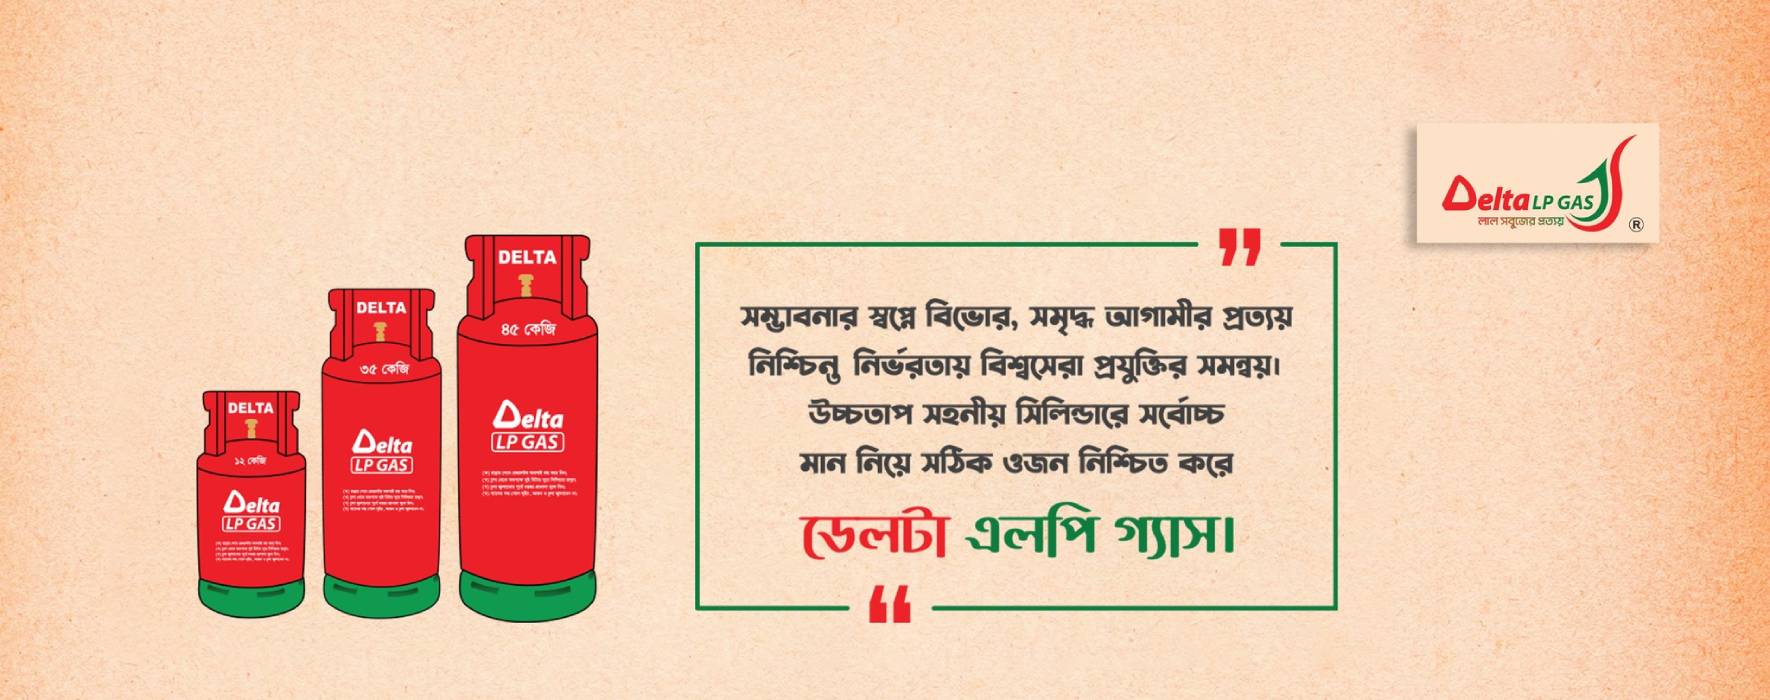 Delta LP GAS
লাল সবুজের প্রত্যয়
®
DELTA
৪৫ কেজি
Delta
LP GAS
DELTA
৩৫ কেজি
Delta
LP GAS
DELTA
১২ কেজি
Delta
LP GAS
”
সম্ভাবনার স্বপ্নে বিভোর, সমৃদ্ধ আগামীর প্রত্যয়
নিশ্চিন্ত নির্ভরতায় বিশ্বসেরা প্রযুক্তির সমন্বয়।
উচ্চতাপ সহনীয় সিলিন্ডারে সর্বোচ্চ
মান নিয়ে সঠিক ওজন নিশ্চিত করে
ডেলটা এলপি গ্যাস।
“